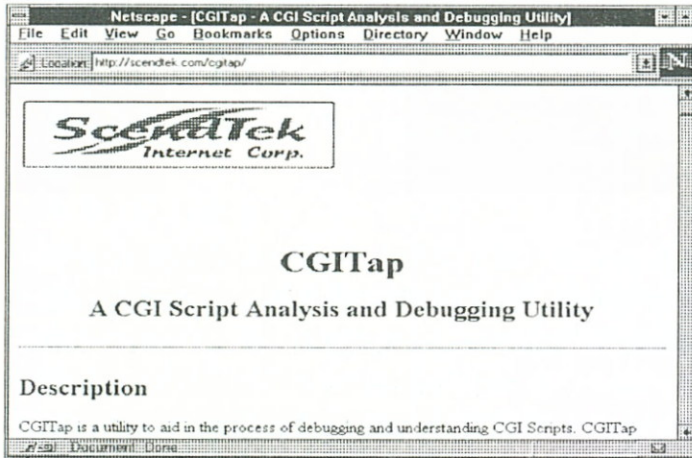 Netscape - [CGITap - A CGI Script Analysis and Debugging Utility]
File Edit View Go Bookmarks Options Directory Window Help
Location: http://scendtek.com/cgitap/
N
ScendTek
Internet Corp.
CGITap
A CGI Script Analysis and Debugging Utility
Description
CGITap is a utility to aid in the process of debugging and understanding CGI Scripts. CGITap
Document Done